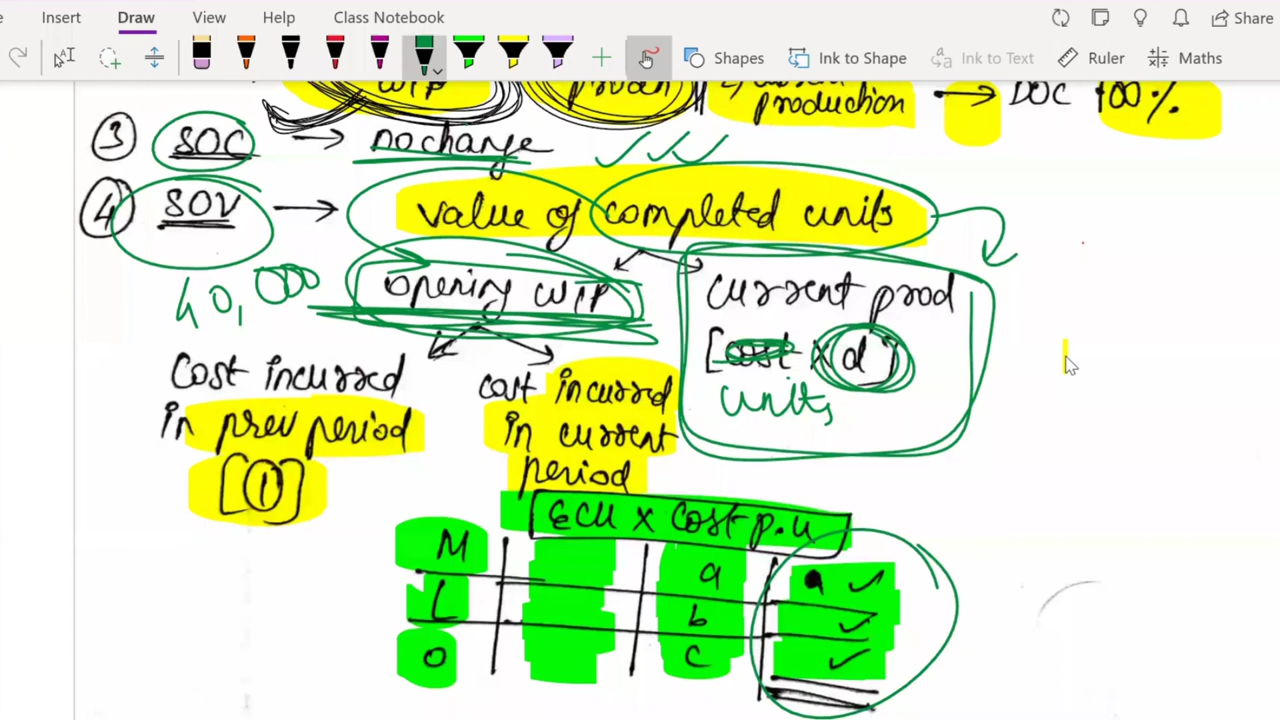 Insert Draw View Help Class Notebook Share
Shapes Ink to Shape Ink to Text Ruler Maths
WIP production → DOC 100%
③ SOC → no change
④ SOV → value of completed units
40,000 opening WIP current prod
[cost × d]
units
Cost incurred
in prev period
[①]
cost incurred
in current
period
ECU × Cost p.u
M a a ✓
L b ✓
O c ✓